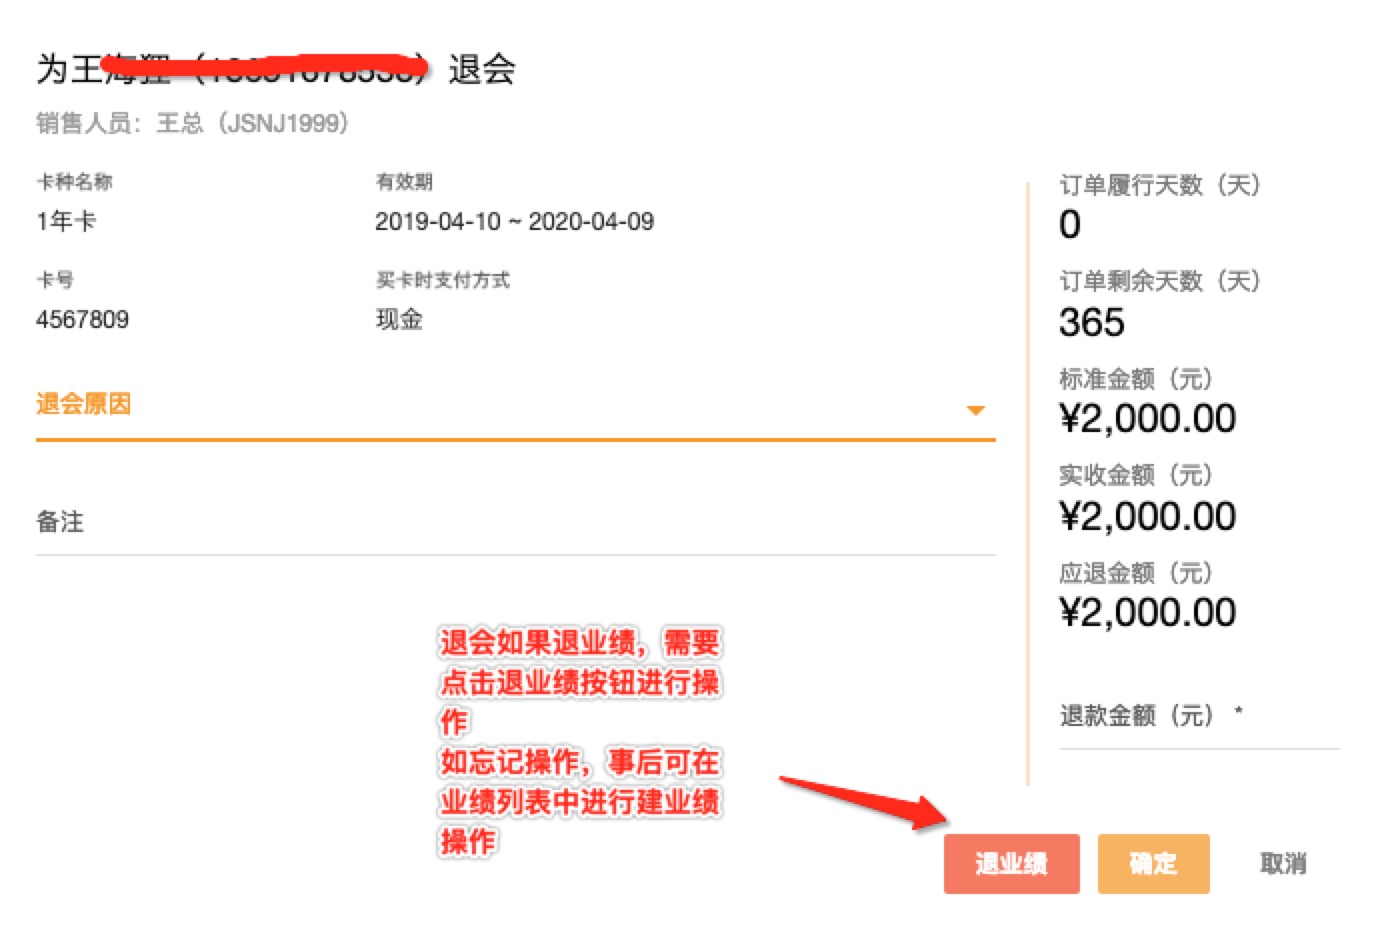 为王 退会
销售人员：王总（JSNJ1999）
卡种名称
1年卡
有效期
2019-04-10 ~ 2020-04-09
卡号
4567809
买卡时支付方式
现金
退会原因
备注
订单履行天数（天）
0
订单剩余天数（天）
365
标准金额（元）
¥2,000.00
实收金额（元）
¥2,000.00
应退金额（元）
¥2,000.00
退款金额（元） *
退会如果退业绩，需要
点击退业绩按钮进行操
作
如忘记操作，事后可在
业绩列表中进行建业绩
操作
退业绩
确定
取消